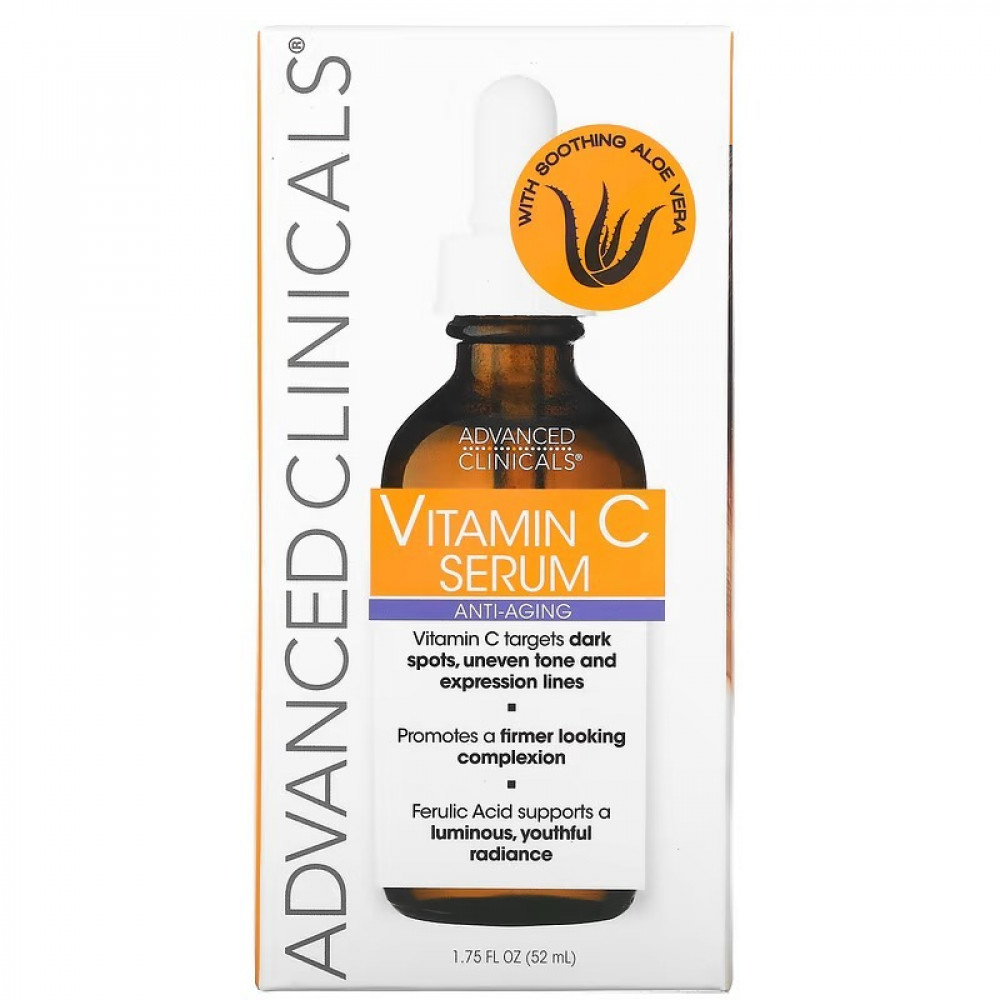 ADVANCED CLINICALS®
WITH SOOTHING ALOE VERA
ADVANCED
CLINICALS®
VITAMIN C
SERUM
ANTI-AGING
Vitamin C targets dark
spots, uneven tone and
expression lines
Promotes a firmer looking
complexion
Ferulic Acid supports a
luminous, youthful
radiance
1.75 FL OZ (52 mL)